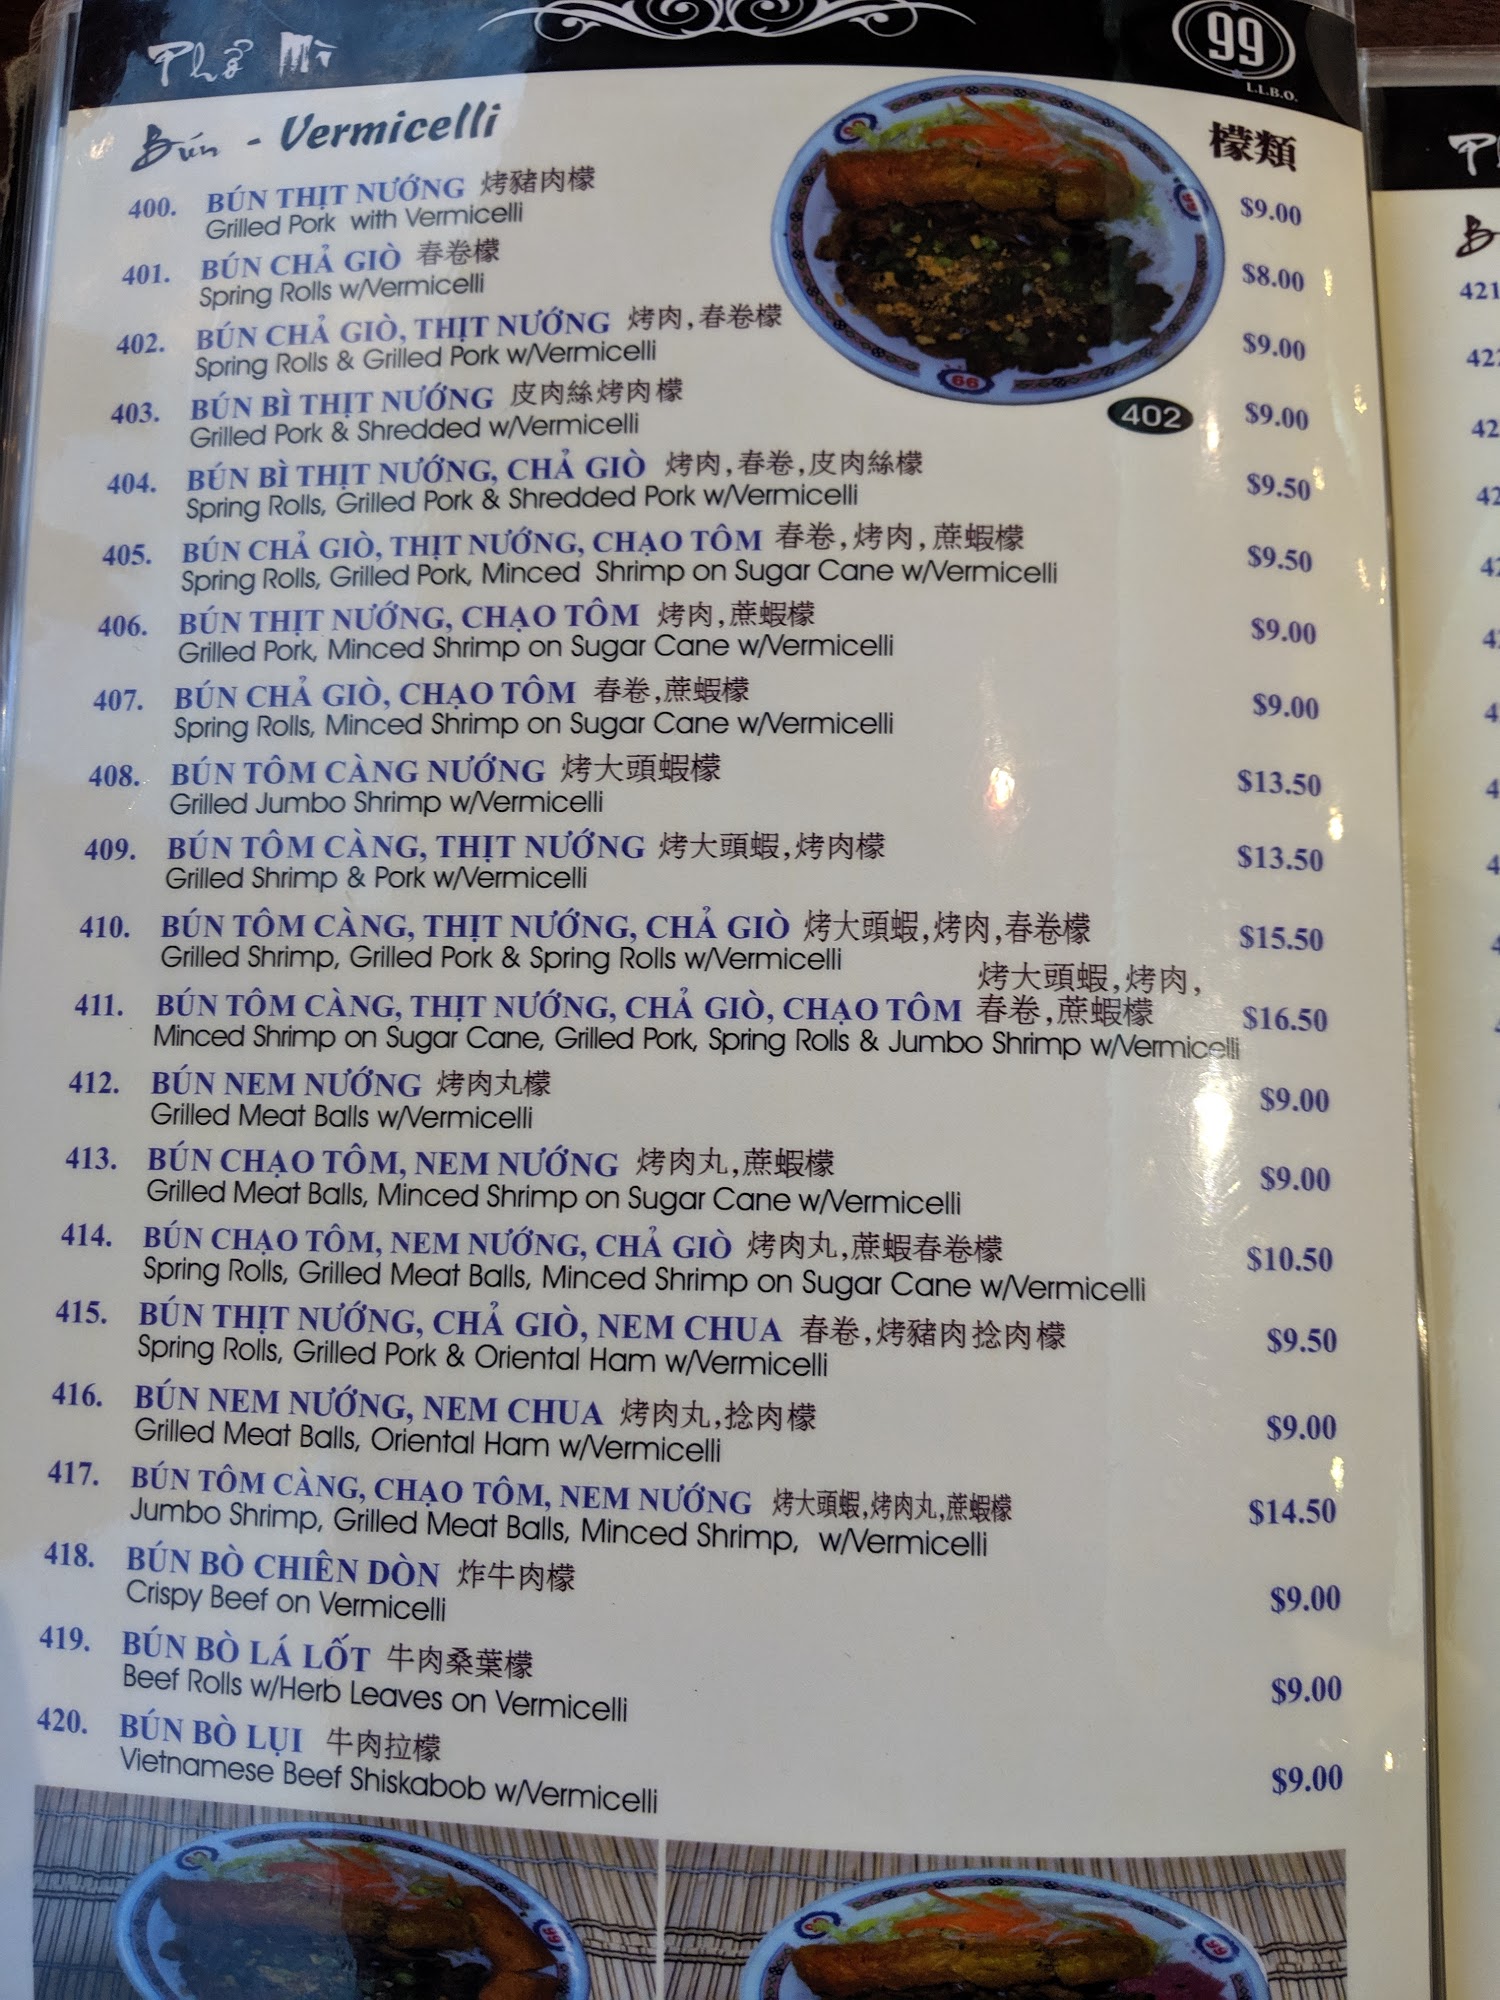 Phở Mì
99
L.L.B.O.
Bún - Vermicelli
檬類
400. BÚN THỊT NƯỚNG 烤豬肉檬 $9.00
Grilled Pork with Vermicelli
401. BÚN CHẢ GIÒ 春卷檬 $8.00
Spring Rolls w/Vermicelli
402. BÚN CHẢ GIÒ, THỊT NƯỚNG 烤肉,春卷檬 $9.00
Spring Rolls & Grilled Pork w/Vermicelli
403. BÚN BÌ THỊT NƯỚNG 皮肉絲烤肉檬 $9.00
Grilled Pork & Shredded w/Vermicelli
402
404. BÚN BÌ THỊT NƯỚNG, CHẢ GIÒ 烤肉,春卷,皮肉絲檬 $9.50
Spring Rolls, Grilled Pork & Shredded Pork w/Vermicelli
405. BÚN CHẢ GIÒ, THỊT NƯỚNG, CHẠO TÔM 春卷,烤肉,蔗蝦檬 $9.50
Spring Rolls, Grilled Pork, Minced Shrimp on Sugar Cane w/Vermicelli
406. BÚN THỊT NƯỚNG, CHẠO TÔM 烤肉,蔗蝦檬 $9.00
Grilled Pork, Minced Shrimp on Sugar Cane w/Vermicelli
407. BÚN CHẢ GIÒ, CHẠO TÔM 春卷,蔗蝦檬 $9.00
Spring Rolls, Minced Shrimp on Sugar Cane w/Vermicelli
408. BÚN TÔM CÀNG NƯỚNG 烤大頭蝦檬 $13.50
Grilled Jumbo Shrimp w/Vermicelli
409. BÚN TÔM CÀNG, THỊT NƯỚNG 烤大頭蝦,烤肉檬 $13.50
Grilled Shrimp & Pork w/Vermicelli
410. BÚN TÔM CÀNG, THỊT NƯỚNG, CHẢ GIÒ 烤大頭蝦,烤肉,春卷檬 $15.50
Grilled Shrimp, Grilled Pork & Spring Rolls w/Vermicelli
烤大頭蝦,烤肉,
411. BÚN TÔM CÀNG, THỊT NƯỚNG, CHẢ GIÒ, CHẠO TÔM 春卷,蔗蝦檬 $16.50
Minced Shrimp on Sugar Cane, Grilled Pork, Spring Rolls & Jumbo Shrimp w/Vermicelli
412. BÚN NEM NƯỚNG 烤肉丸檬 $9.00
Grilled Meat Balls w/Vermicelli
413. BÚN CHẠO TÔM, NEM NƯỚNG 烤肉丸,蔗蝦檬 $9.00
Grilled Meat Balls, Minced Shrimp on Sugar Cane w/Vermicelli
414. BÚN CHẠO TÔM, NEM NƯỚNG, CHẢ GIÒ 烤肉丸,蔗蝦春卷檬 $10.50
Spring Rolls, Grilled Meat Balls, Minced Shrimp on Sugar Cane w/Vermicelli
415. BÚN THỊT NƯỚNG, CHẢ GIÒ, NEM CHUA 春卷,烤豬肉捻肉檬 $9.50
Spring Rolls, Grilled Pork & Oriental Ham w/Vermicelli
416. BÚN NEM NƯỚNG, NEM CHUA 烤肉丸,捻肉檬 $9.00
Grilled Meat Balls, Oriental Ham w/Vermicelli
417. BÚN TÔM CÀNG, CHẠO TÔM, NEM NƯỚNG 烤大頭蝦,烤肉丸,蔗蝦檬 $14.50
Jumbo Shrimp, Grilled Meat Balls, Minced Shrimp, w/Vermicelli
418. BÚN BÒ CHIÊN DÒN 炸牛肉檬 $9.00
Crispy Beef on Vermicelli
419. BÚN BÒ LÁ LỐT 牛肉桑葉檬 $9.00
Beef Rolls w/Herb Leaves on Vermicelli
420. BÚN BÒ LỤI 牛肉拉檬 $9.00
Vietnamese Beef Shiskabob w/Vermicelli
421